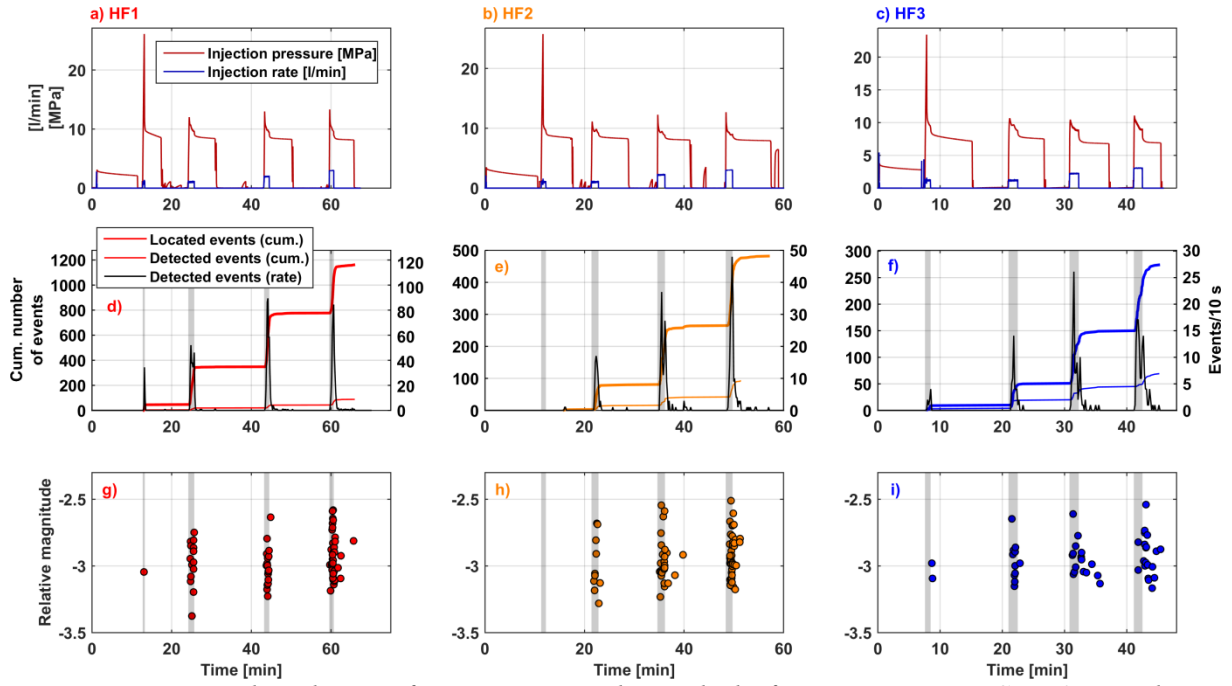 a) HF1
b) HF2
c) HF3
Injection pressure [MPa]
Injection rate [l/min]
[l/min]
[MPa]
20
10
0
0 20 40 60
20
10
0
0 20 40 60
20
15
10
5
0
0 10 20 30 40
Located events (cum.)
Detected events (cum.)
Detected events (rate)
d)
e)
f)
Cum. number
of events
1200
1000
800
600
400
200
0
120
100
80
60
40
20
0
0 20 40 60
500
400
300
200
100
0
50
40
30
20
10
0
0 20 40 60
300
250
200
150
100
50
0
30
25
20
15
10
5
0
Events/10 s
0 10 20 30 40
g)
h)
i)
Relative magnitude
-2.5
-3
-3.5
0 20 40 60
Time [min]
-2.5
-3
-3.5
0 20 40 60
Time [min]
-2.5
-3
-3.5
0 10 20 30 40
Time [min]